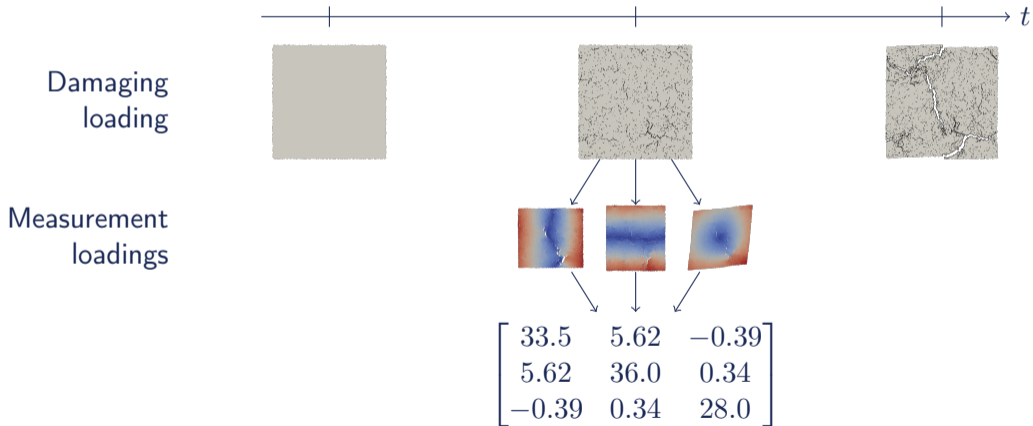 t
Damaging
loading
Measurement
loadings
33.5 5.62 −0.39
5.62 36.0 0.34
−0.39 0.34 28.0